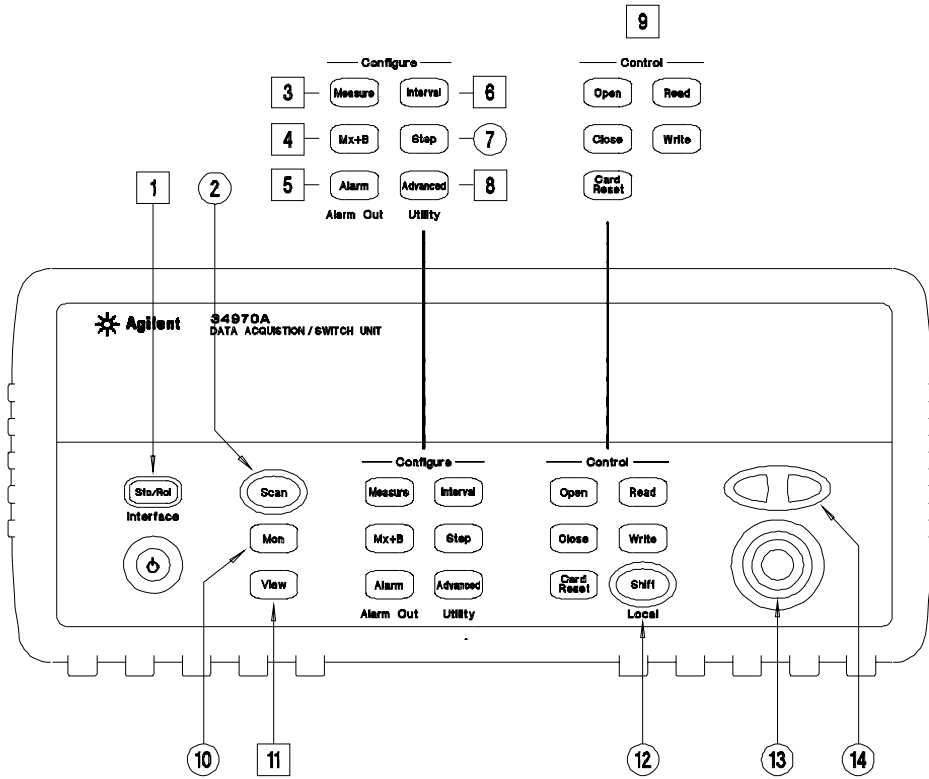 9
Configure
Control
3
Measure
Interval
6
Open
Read
4
Mx+B
Step
7
Close
Write
5
Alarm
Advanced
8
Card
Reset
Alarm Out
Utility
1
2
Agilent
34970A
DATA ACQUISTION / SWITCH UNIT
Configure
Control
Sto/Rcl
Scan
Measure
Interval
Open
Read
Interface
Mon
Mx+B
Step
Close
Write
View
Alarm
Advanced
Card
Reset
Shift
Alarm Out
Utility
Local
10
11
12
13
14